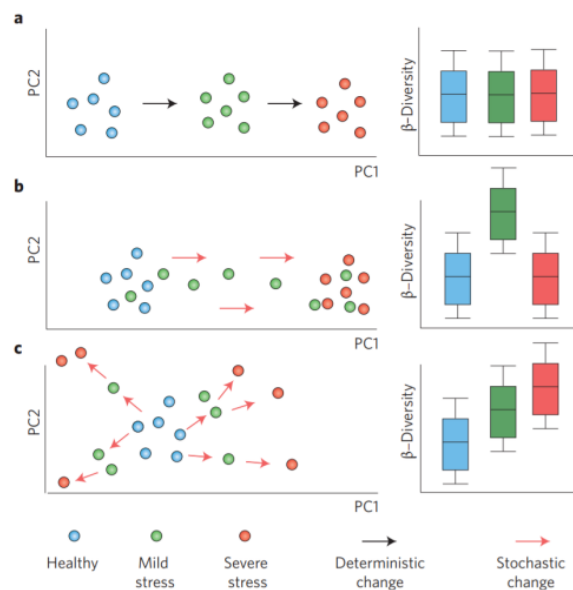 a
PC2
PC1
β–Diversity
b
PC2
PC1
β–Diversity
c
PC2
PC1
β–Diversity
Healthy
Mild
stress
Severe
stress
Deterministic
change
Stochastic
change